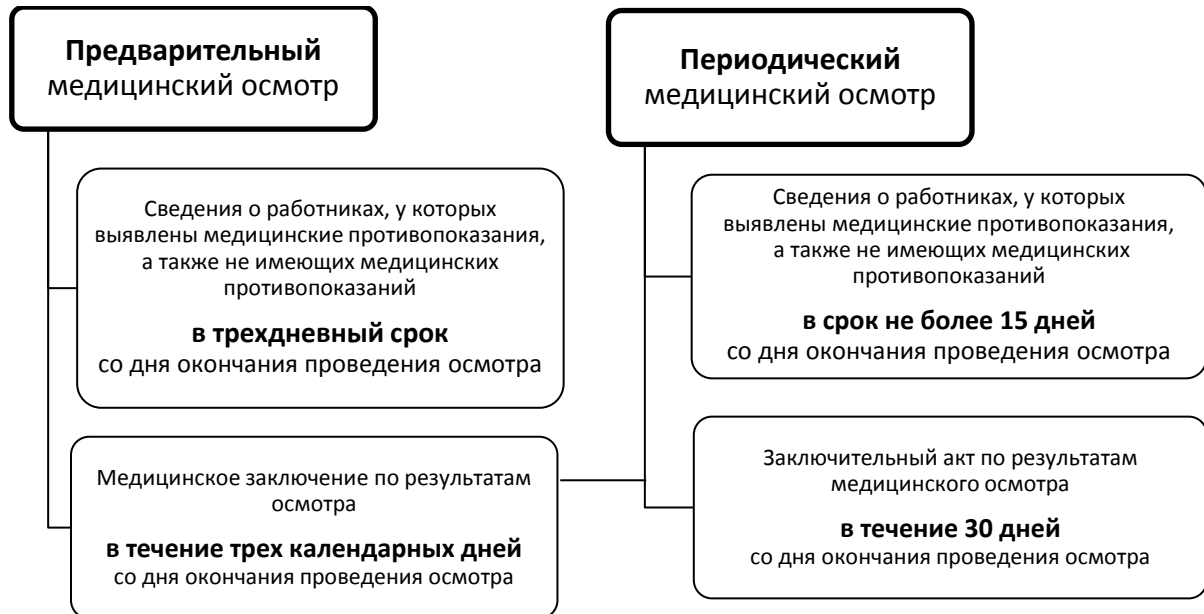 Предварительный
медицинский осмотр
Сведения о работниках, у которых
выявлены медицинские противопоказания,
а также не имеющих медицинских
противопоказаний
в трехдневный срок
со дня окончания проведения осмотра
Медицинское заключение по результатам
осмотра
в течение трех календарных дней
со дня окончания проведения осмотра
Периодический
медицинский осмотр
Сведения о работниках, у которых
выявлены медицинские противопоказания,
а также не имеющих медицинских
противопоказаний
в срок не более 15 дней
со дня окончания проведения осмотра
Заключительный акт по результатам
медицинского осмотра
в течение 30 дней
со дня окончания проведения осмотра